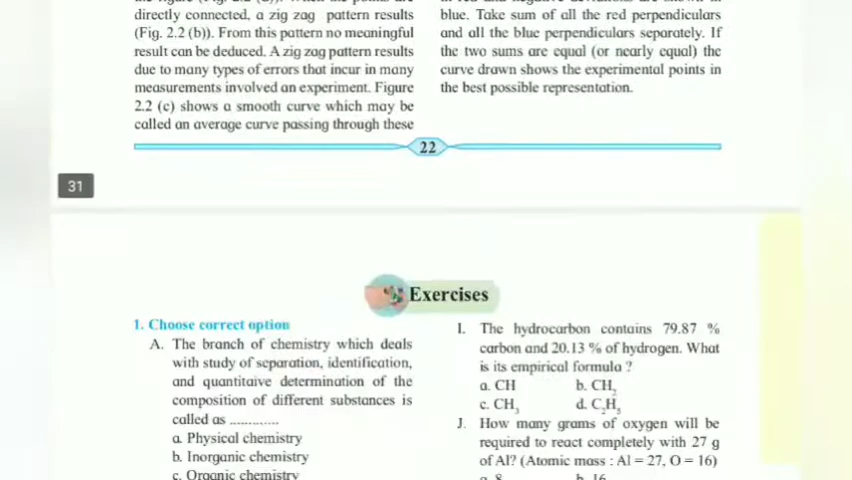 directly connected, a zig zag pattern results
(Fig. 2.2 (b)). From this pattern no meaningful
result can be deduced. A zig zag pattern results
due to many types of errors that incur in many
measurements involved an experiment. Figure
2.2 (c) shows a smooth curve which may be
called an average curve passing through these
blue. Take sum of all the red perpendiculars
and all the blue perpendiculars separately. If
the two sums are equal (or nearly equal) the
curve drawn shows the experimental points in
the best possible representation.
22
31
Exercises
1. Choose correct option
A. The branch of chemistry which deals
with study of separation, identification,
and quantitaive determination of the
composition of different substances is
called as .............
a. Physical chemistry
b. Inorganic chemistry
c. Organic chemistry
I. The hydrocarbon contains 79.87 %
carbon and 20.13 % of hydrogen. What
is its empirical formula ?
a. CH b. CH₂
c. CH₃ d. C₂H₅
J. How many grams of oxygen will be
required to react completely with 27 g
of Al? (Atomic mass : Al = 27, O = 16)
a. 8 b. 16